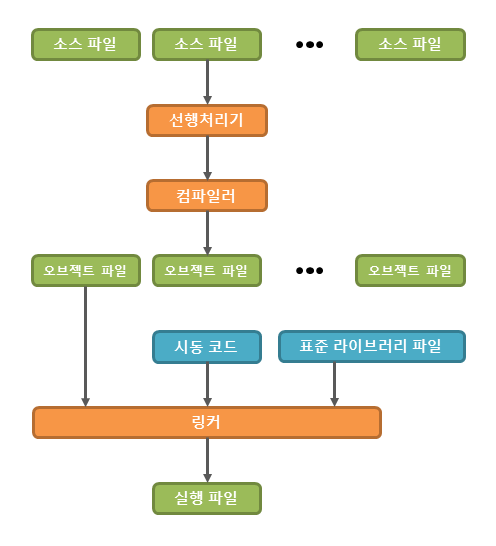 소스 파일
소스 파일
•••
소스 파일
선행처리기
컴파일러
오브젝트 파일
오브젝트 파일
•••
오브젝트 파일
시동 코드
표준 라이브러리 파일
링커
실행 파일